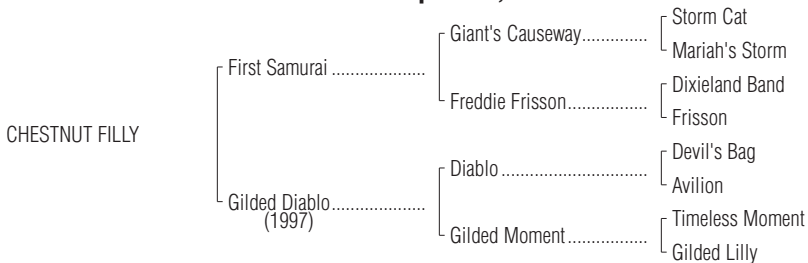 Storm Cat
Giant's Causeway..............
Mariah's Storm
First Samurai .....................
Dixieland Band
Freddie Frisson.................
Frisson
CHESTNUT FILLY
Devil's Bag
Diablo ...............................
Avilion
Gilded Diablo.....................
(1997)
Timeless Moment
Gilded Moment.................
Gilded Lilly